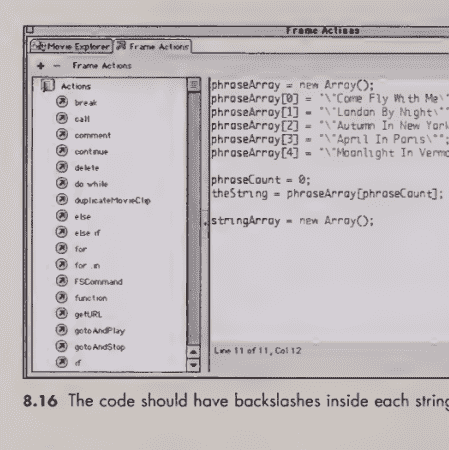 Frame Actions
Movie Explorer Frame Actions
+ - Frame Actions
Actions
break
call
comment
continue
delete
do while
duplicateMovieClip
else
else if
for
for in
FSCommand
function
getURL
gotoAndPlay
gotoAndStop
if
phraseArray = new Array();
phraseArray[0] = "\"Come Fly With Me\"
phraseArray[1] = "\"London By Night\""
phraseArray[2] = "\"Autumn In New York
phraseArray[3] = "\"April In Paris\"";
phraseArray[4] = "\"Moonlight In Vermo
phraseCount = 0;
theString = phraseArray[phraseCount];
stringArray = new Array();
Line 11 of 11, Col 12
8.16 The code should have backslashes inside each string